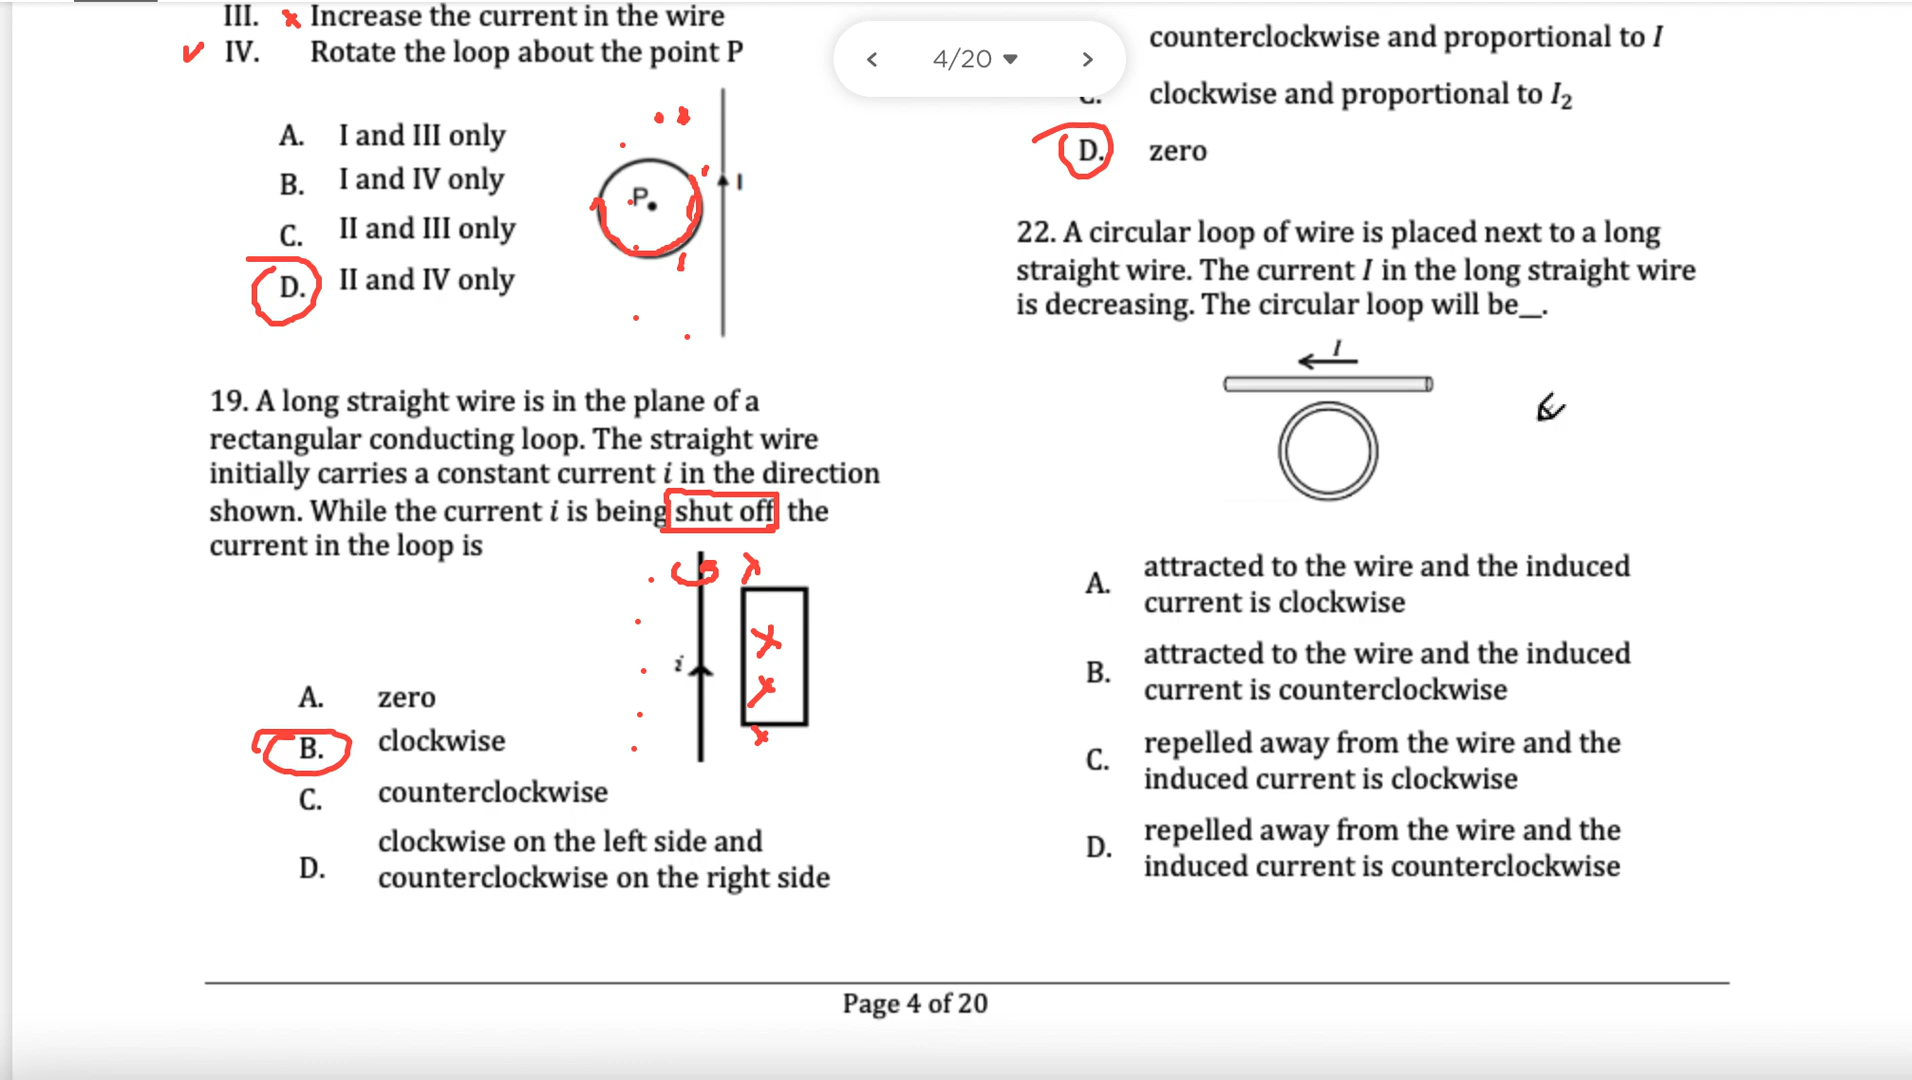 III. Increase the current in the wire
IV. Rotate the loop about the point P
A. I and III only
B. I and IV only
C. II and III only
D. II and IV only
P.
I
19. A long straight wire is in the plane of a
rectangular conducting loop. The straight wire
initially carries a constant current i in the direction
shown. While the current i is being shut off the
current in the loop is
i
A. zero
B. clockwise
C. counterclockwise
D. clockwise on the left side and
counterclockwise on the right side
4/20
counterclockwise and proportional to I
C. clockwise and proportional to I2
D. zero
22. A circular loop of wire is placed next to a long
straight wire. The current I in the long straight wire
is decreasing. The circular loop will be__.
I
A. attracted to the wire and the induced
current is clockwise
B. attracted to the wire and the induced
current is counterclockwise
C. repelled away from the wire and the
induced current is clockwise
D. repelled away from the wire and the
induced current is counterclockwise
Page 4 of 20